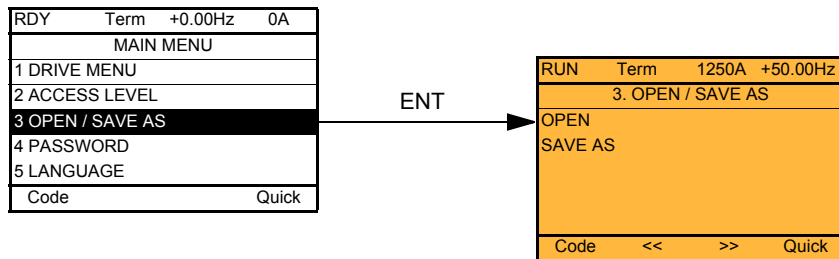 RDY Term +0.00Hz 0A
MAIN MENU
1 DRIVE MENU
2 ACCESS LEVEL
3 OPEN / SAVE AS
4 PASSWORD
5 LANGUAGE
Code Quick
ENT
RUN Term 1250A +50.00Hz
3. OPEN / SAVE AS
OPEN
SAVE AS
Code << >> Quick